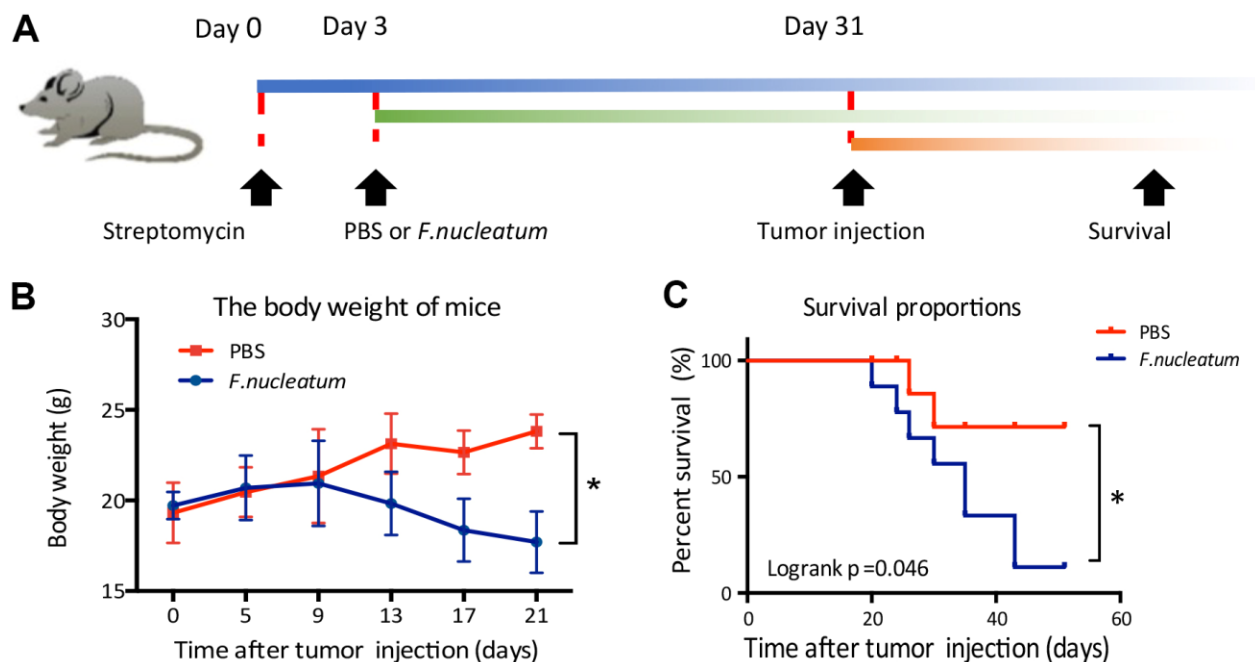 A
Day 0
Day 3
Day 31
Streptomycin
PBS or F.nucleatum
Tumor injection
Survival
B
The body weight of mice
30
25
20
15
Body weight (g)
PBS
F.nucleatum
*
0 5 9 13 17 21
Time after tumor injection (days)
C
Survival proportions
PBS
F.nucleatum
100
50
0
Percent survival (%)
*
Logrank p =0.046
0 20 40 60
Time after tumor injection (days)